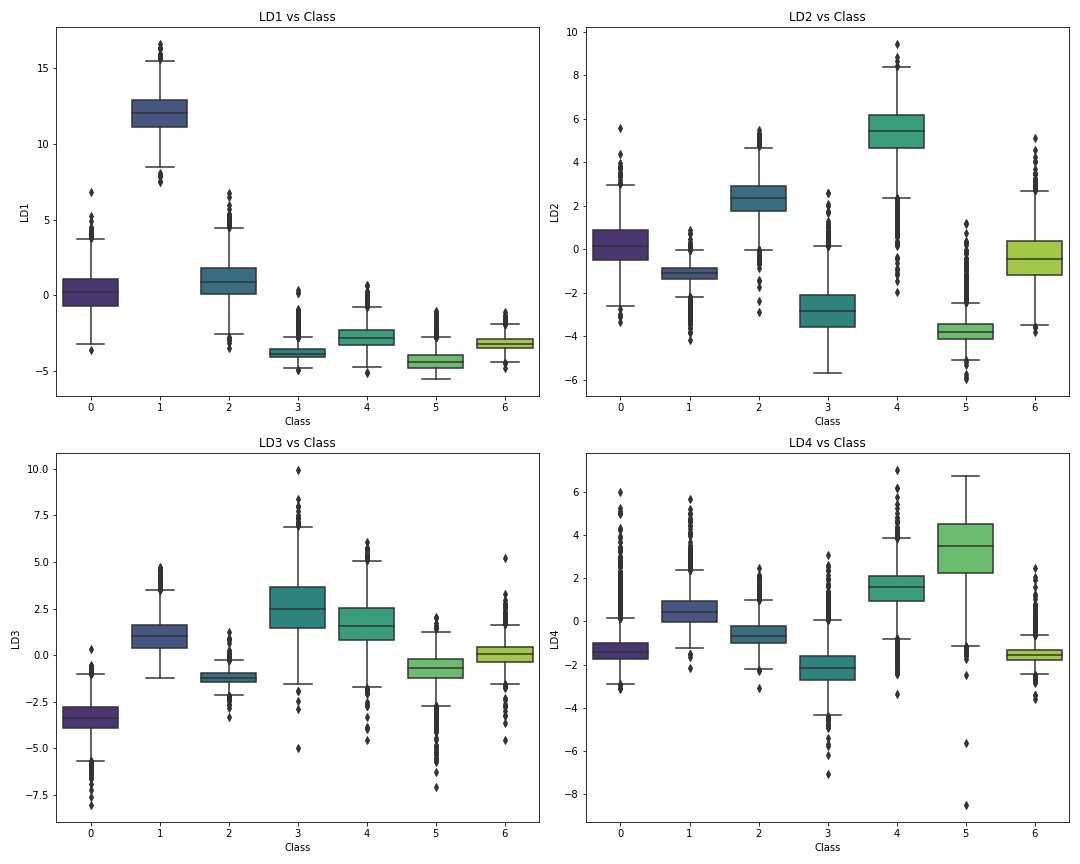 LD1 vs Class
15
10
5
0
−5
LD1
0 1 2 3 4 5 6
Class
LD2 vs Class
10
8
6
4
2
0
−2
−4
−6
LD2
0 1 2 3 4 5 6
Class
LD3 vs Class
10.0
7.5
5.0
2.5
0.0
−2.5
−5.0
−7.5
LD3
0 1 2 3 4 5 6
Class
LD4 vs Class
6
4
2
0
−2
−4
−6
−8
LD4
0 1 2 3 4 5 6
Class